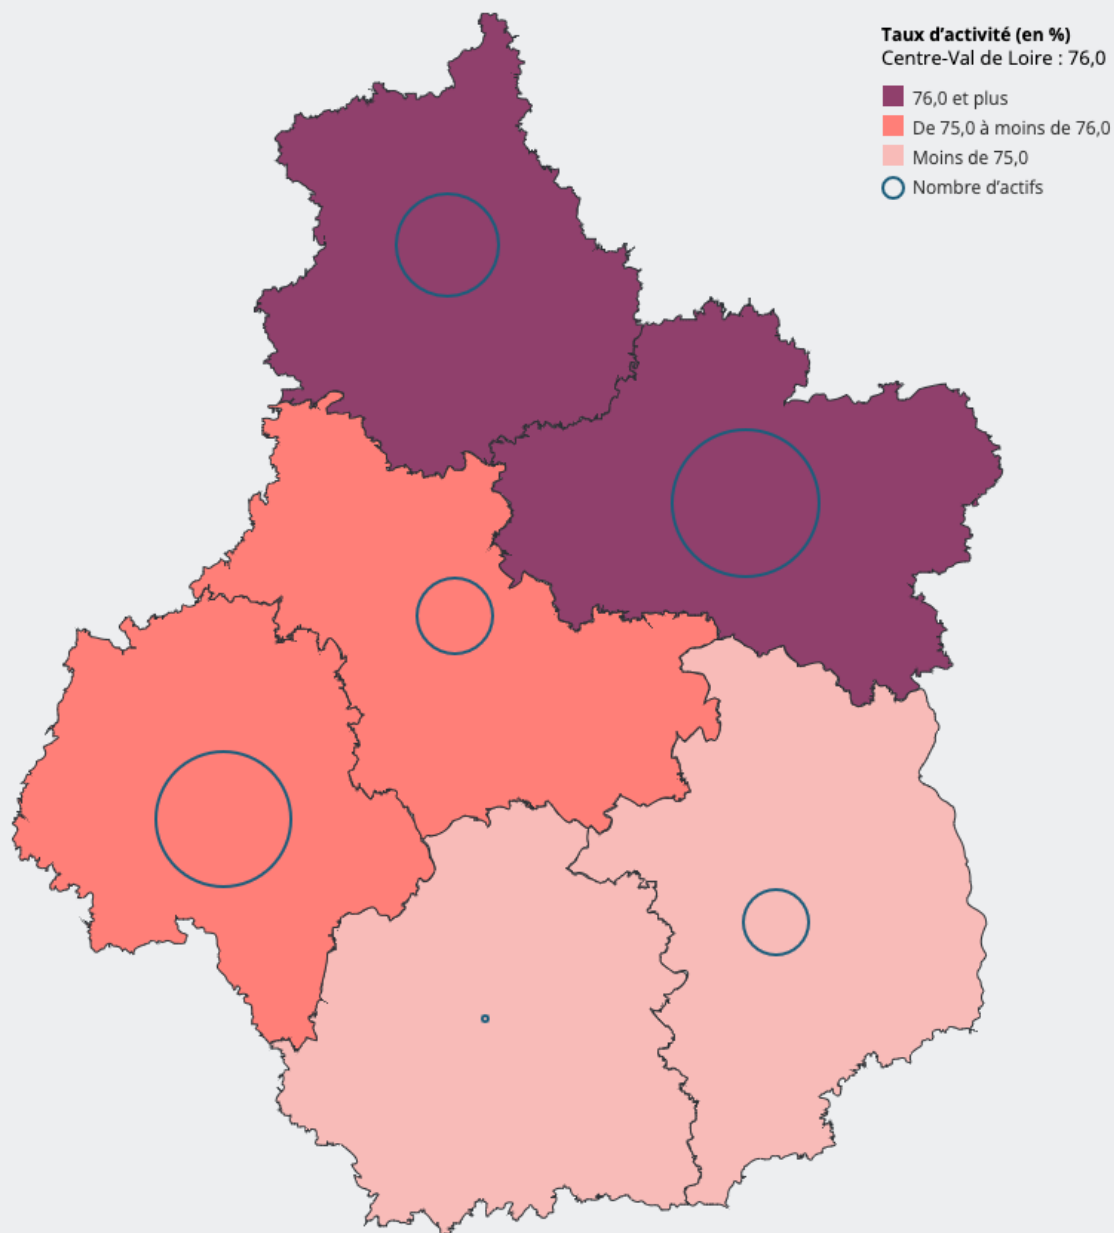 Taux d’activité (en %)
Centre-Val de Loire : 76,0
76,0 et plus
De 75,0 à moins de 76,0
Moins de 75,0
Nombre d’actifs